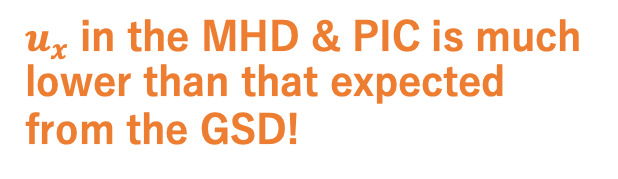 𝒖ₓ in the MHD & PIC is much
lower than that expected
from the GSD!